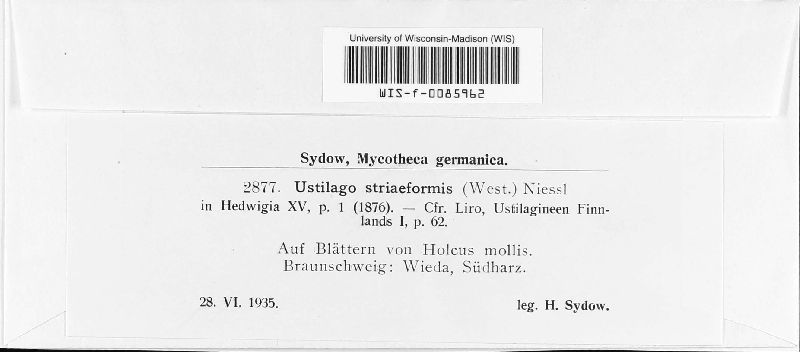 University of Wisconsin-Madison (WIS)
WIS-f-0085962
Sydow, Mycotheca germanica.
2877. Ustilago striaeformis (West.) Niessl
in Hedwigia XV, p. 1 (1876). — Cfr. Liro, Ustilagineen Finn-
lands I, p. 62.
Auf Blättern von Holcus mollis.
Braunschweig: Wieda, Südharz.
28. VI. 1935. leg. H. Sydow.